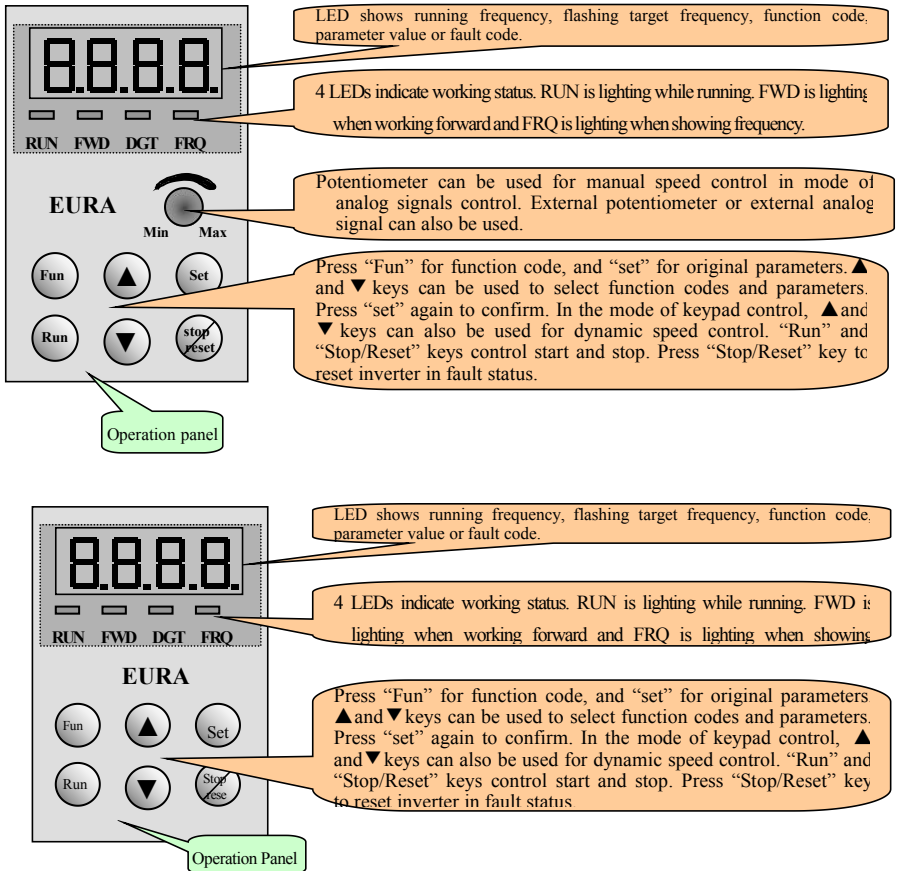 LED shows running frequency, flashing target frequency, function code,
parameter value or fault code.
8.8.8.8.
4 LEDs indicate working status. RUN is lighting while running. FWD is lighting
when working forward and FRQ is lighting when showing frequency.
RUN FWD DGT FRQ
Potentiometer can be used for manual speed control in mode of
analog signals control. External potentiometer or external analog
signal can also be used.
EURA
Min Max
Press “Fun” for function code, and “set” for original parameters. ▲
and ▼ keys can be used to select function codes and parameters.
Press “set” again to confirm. In the mode of keypad control, ▲ and
▼ keys can also be used for dynamic speed control. “Run” and
“Stop/Reset” keys control start and stop. Press “Stop/Reset” key to
reset inverter in fault status.
Fun ▲ Set
Run ▼ stop
reset
Operation panel
LED shows running frequency, flashing target frequency, function code,
parameter value or fault code.
8.8.8.8.
4 LEDs indicate working status. RUN is lighting while running. FWD is
lighting when working forward and FRQ is lighting when showing
RUN FWD DGT FRQ
EURA
Press “Fun” for function code, and “set” for original parameters.
▲ and ▼ keys can be used to select function codes and parameters.
Press “set” again to confirm. In the mode of keypad control, ▲
and ▼ keys can also be used for dynamic speed control. “Run” and
“Stop/Reset” keys control start and stop. Press “Stop/Reset” key
to reset inverter in fault status
Fun ▲ Set
Run ▼ Stop
rese
Operation Panel